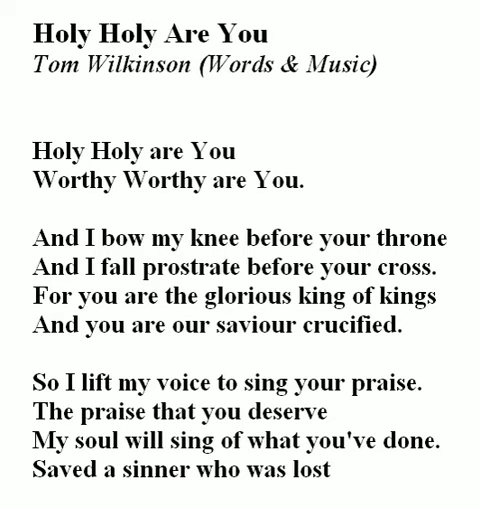 Holy Holy Are You
Tom Wilkinson (Words & Music)
Holy Holy are You
Worthy Worthy are You.
And I bow my knee before your throne
And I fall prostrate before your cross.
For you are the glorious king of kings
And you are our saviour crucified.
So I lift my voice to sing your praise.
The praise that you deserve
My soul will sing of what you've done.
Saved a sinner who was lost